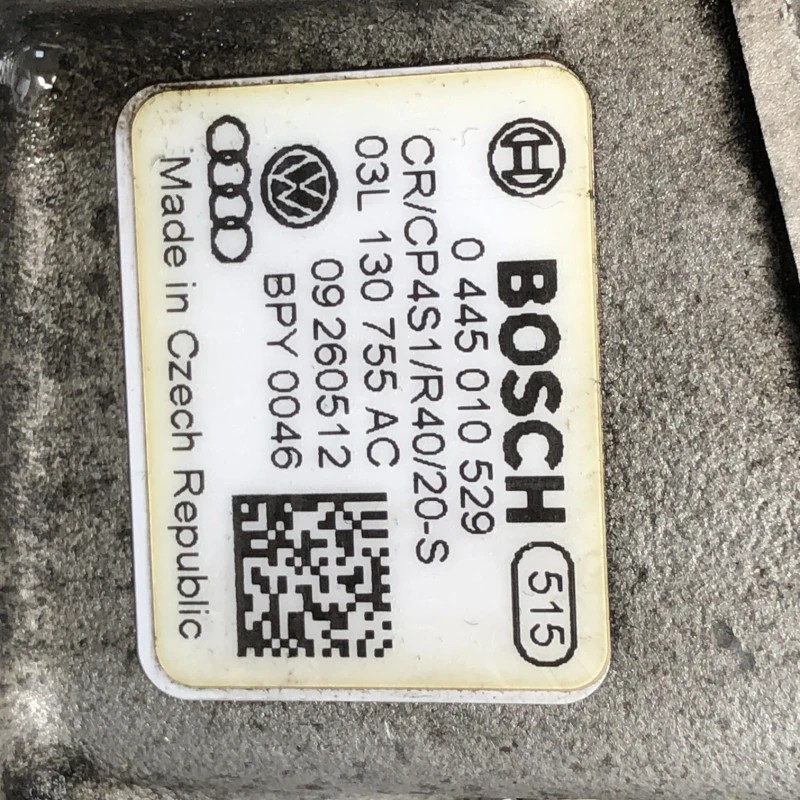 BOSCH 515
0 445 010 529
CR/CP4S1/R40/20-S
03L 130 755 AC
09 260512
BPY 0046
Made in Czech Republic